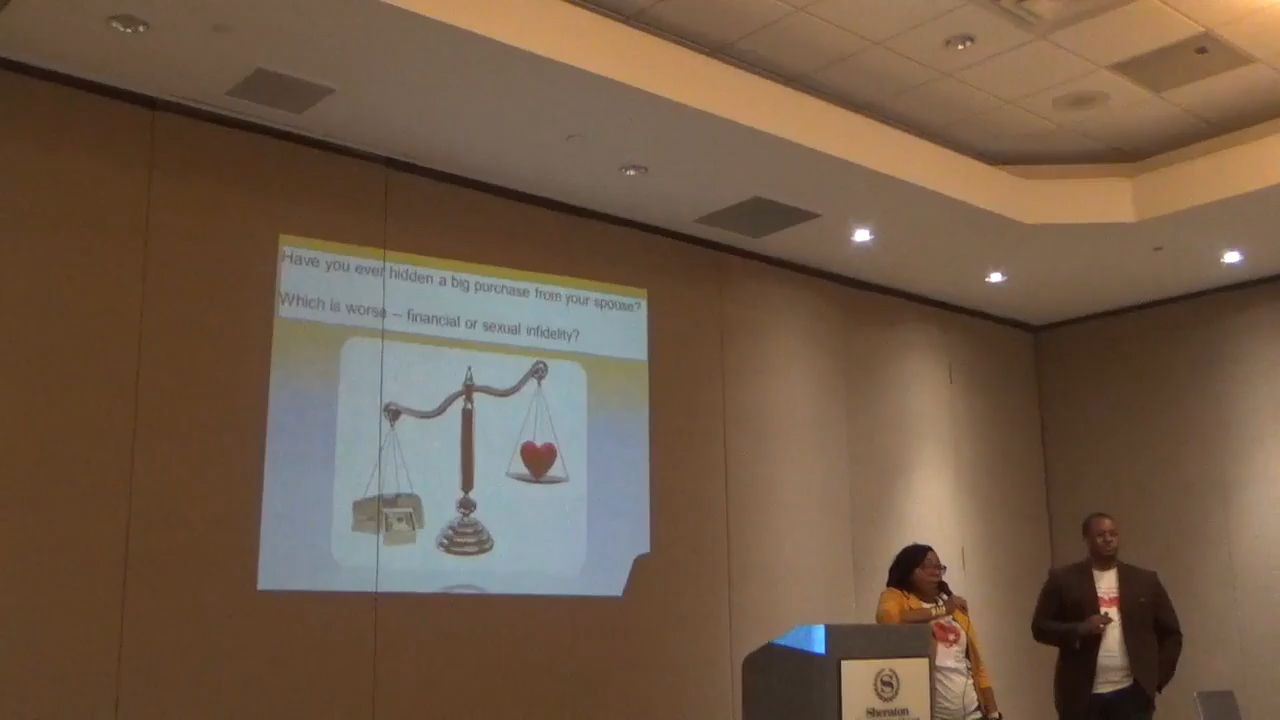 Have you ever hidden a big purchase from your spouse?
Which is worse – financial or sexual infidelity?
S
Sheraton